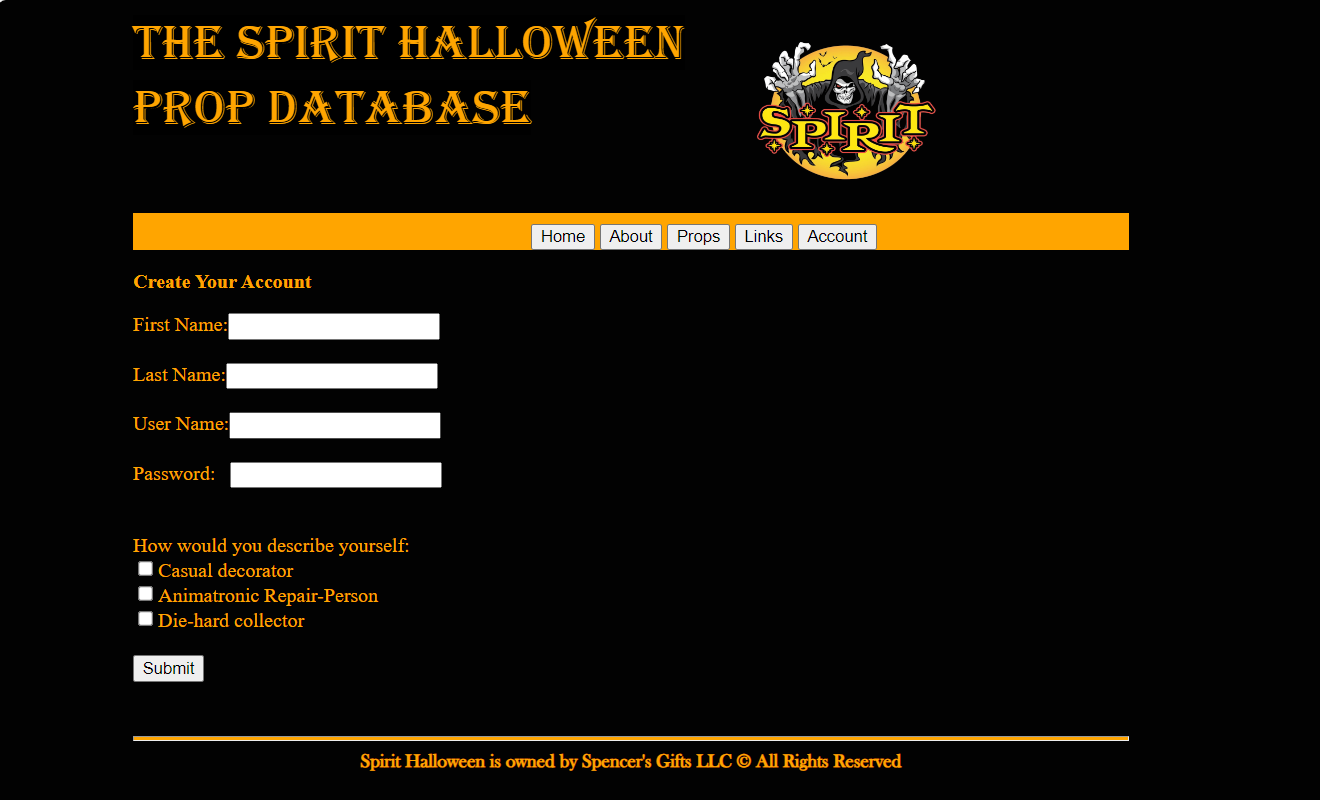 THE SPIRIT HALLOWEEN
PROP DATABASE
SPIRIT
Home About Props Links Account
Create Your Account
First Name:
Last Name:
User Name:
Password:
How would you describe yourself:
Casual decorator
Animatronic Repair-Person
Die-hard collector
Submit
Spirit Halloween is owned by Spencer's Gifts LLC © All Rights Reserved